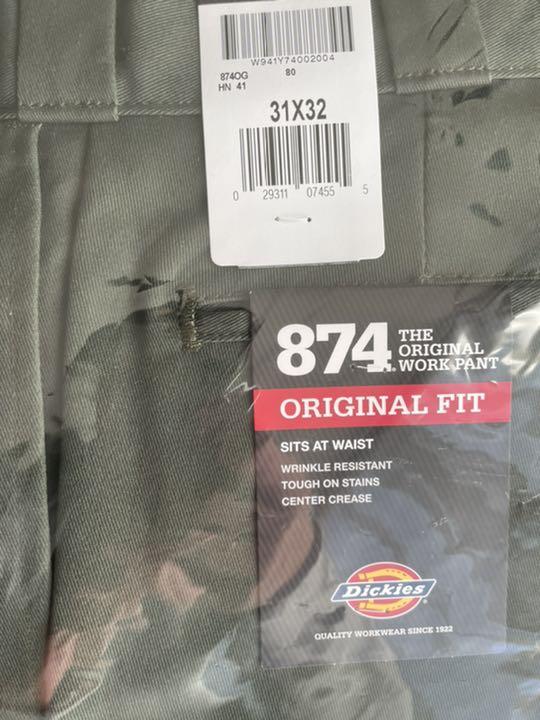 W941Y74002004
874OG
80
HN 41
31X32
0 29311 07455 5
874
THE
ORIGINAL
WORK PANT
ORIGINAL FIT
SITS AT WAIST
WRINKLE RESISTANT
TOUGH ON STAINS
CENTER CREASE
Dickies
QUALITY WORKWEAR SINCE 1922